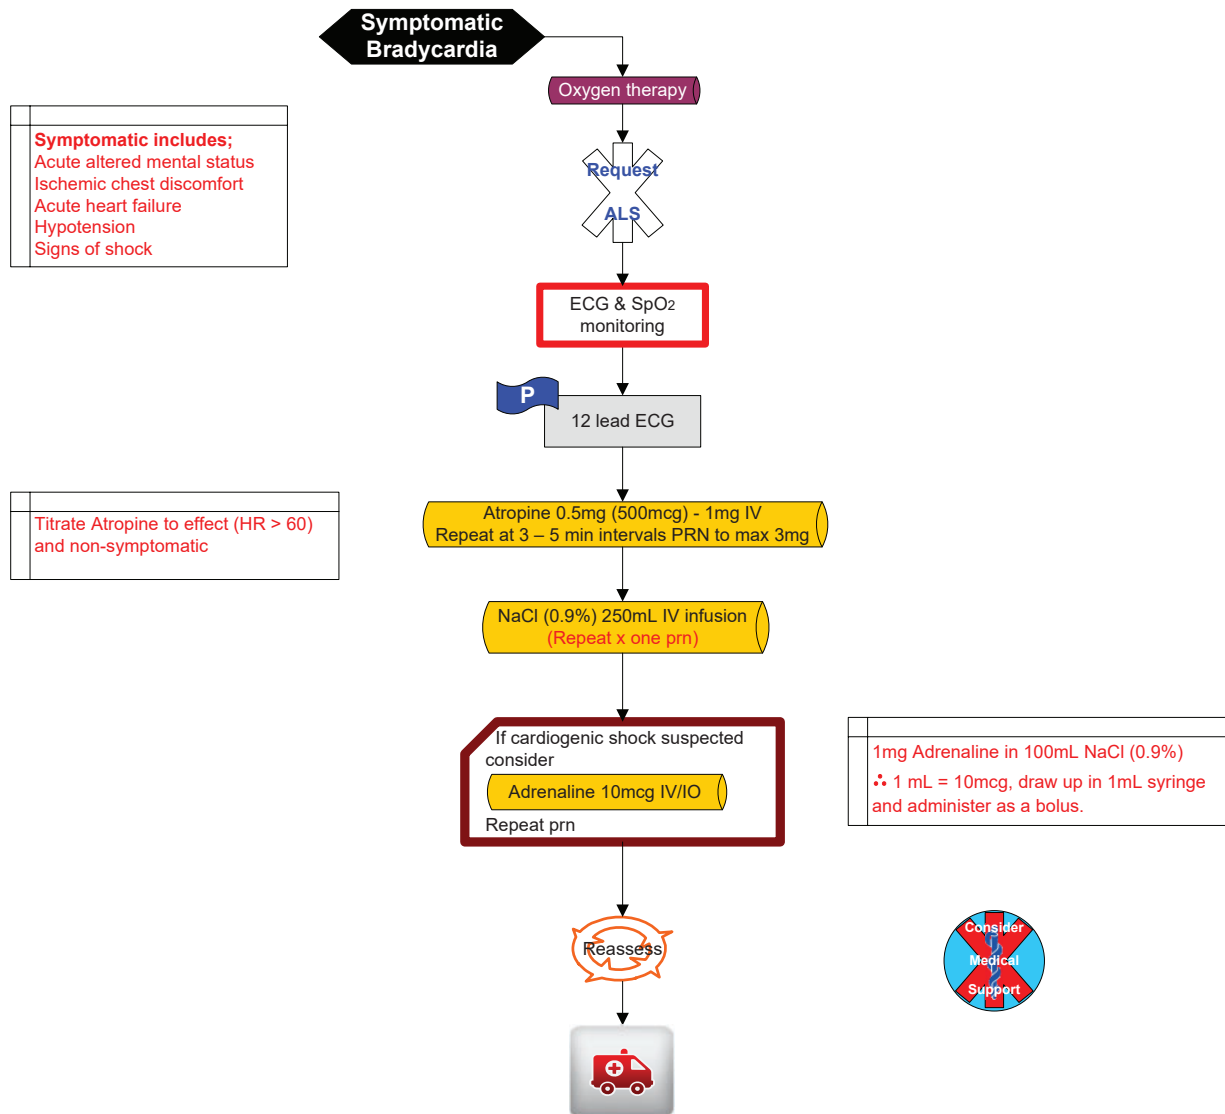 Symptomatic
Bradycardia
Oxygen therapy
Symptomatic includes;
Acute altered mental status
Ischemic chest discomfort
Acute heart failure
Hypotension
Signs of shock
Request
ALS
ECG & SpO2
monitoring
P
12 lead ECG
Titrate Atropine to effect (HR > 60)
and non-symptomatic
Atropine 0.5mg (500mcg) - 1mg IV
Repeat at 3 – 5 min intervals PRN to max 3mg
NaCl (0.9%) 250mL IV infusion
(Repeat x one prn)
If cardiogenic shock suspected
consider
Adrenaline 10mcg IV/IO
Repeat prn
1mg Adrenaline in 100mL NaCl (0.9%)
∴ 1 mL = 10mcg, draw up in 1mL syringe
and administer as a bolus.
Reassess
Consider
Medical
Support